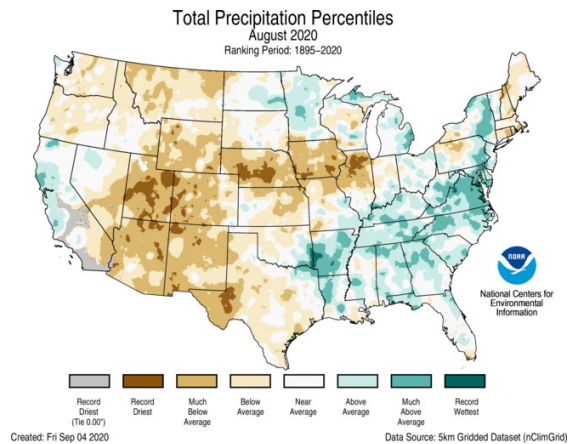 Total Precipitation Percentiles
August 2020
Ranking Period: 1895–2020
NOAA
National Centers for
Environmental
Information
Record
Driest
(Tie 0.00")
Record
Driest
Much
Below
Average
Below
Average
Near
Average
Above
Average
Much
Above
Average
Record
Wettest
Created: Fri Sep 04 2020
Data Source: 5km Gridded Dataset (nClimGrid)